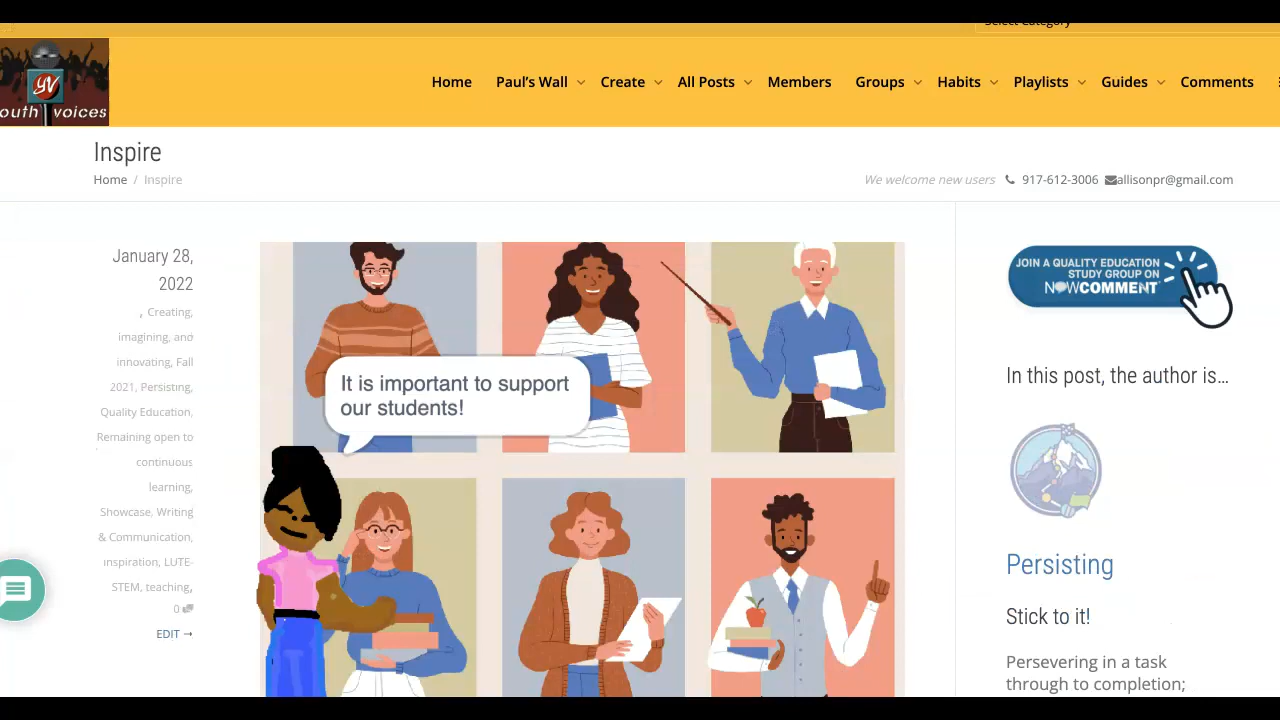 Select Category
YV
outh voices
Home Paul's Wall Create All Posts Members Groups Habits Playlists Guides Comments
Inspire
Home / Inspire
We welcome new users 917-612-3006 allisonpr@gmail.com
January 28,
2022
, Creating,
imagining, and
innovating, Fall
2021, Persisting,
Quality Education,
Remaining open to
continuous
learning,
Showcase, Writing
& Communication,
inspiration, LUTE-
STEM, teaching,
0
EDIT →
It is important to support
our students!
JOIN A QUALITY EDUCATION
STUDY GROUP ON
NOWCOMMENT
In this post, the author is…
Persisting
Stick to it!
Persevering in a task
through to completion;